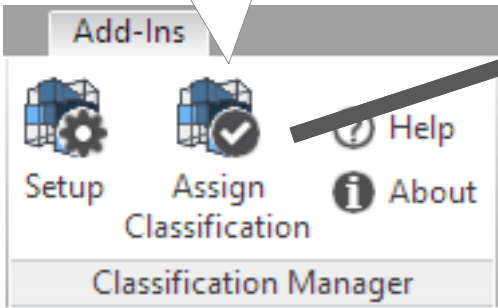 Add-Ins
Setup
Assign
Classification
Help
About
Classification Manager